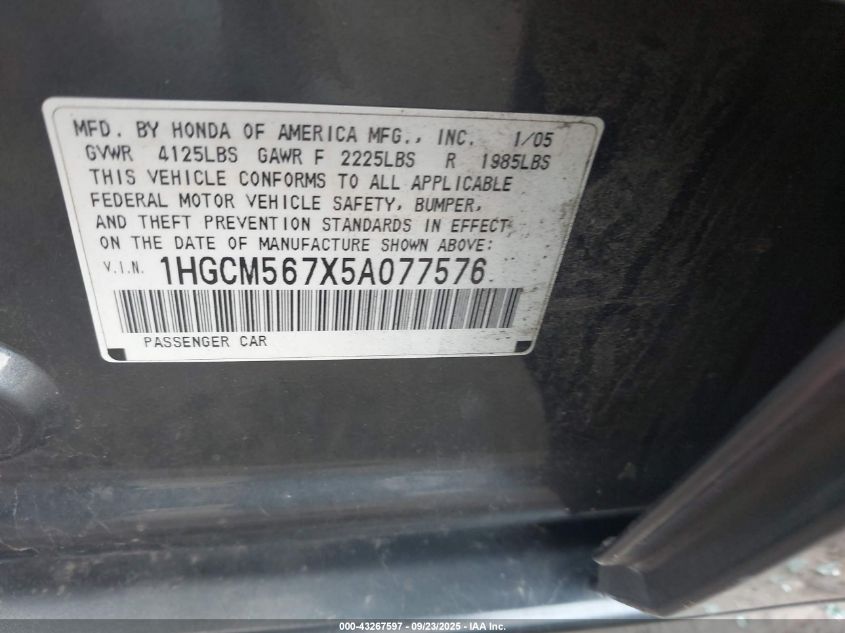 MFD. BY HONDA OF AMERICA MFG., INC. 1/05
GVWR 4125LBS GAWR F 2225LBS R 1985LBS
THIS VEHICLE CONFORMS TO ALL APPLICABLE
FEDERAL MOTOR VEHICLE SAFETY, BUMPER,
AND THEFT PREVENTION STANDARDS IN EFFECT
ON THE DATE OF MANUFACTURE SHOWN ABOVE:
V.I.N. 1HGCM567X5A077576
PASSENGER CAR
000-43267597 - 09/23/2025 - IAA Inc.